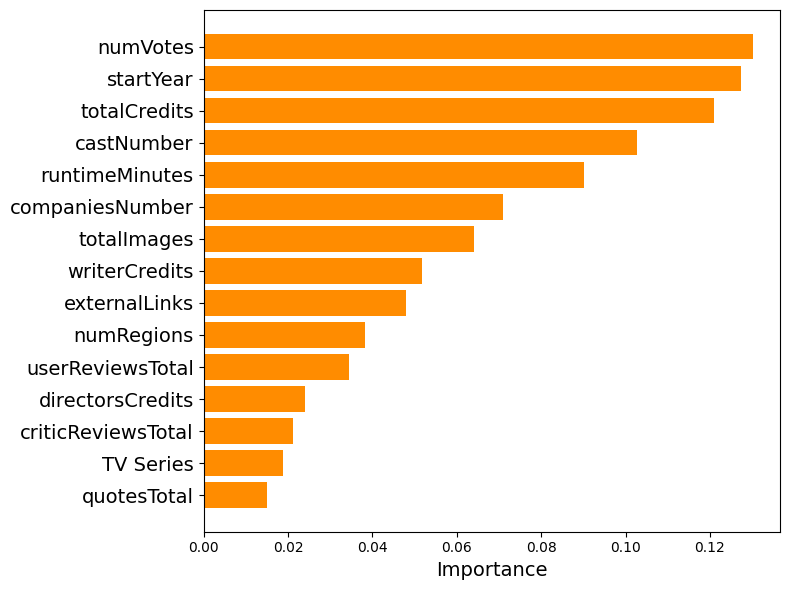 numVotes
startYear
totalCredits
castNumber
runtimeMinutes
companiesNumber
totalImages
writerCredits
externalLinks
numRegions
userReviewsTotal
directorsCredits
criticReviewsTotal
TV Series
quotesTotal
0.00 0.02 0.04 0.06 0.08 0.10 0.12
Importance